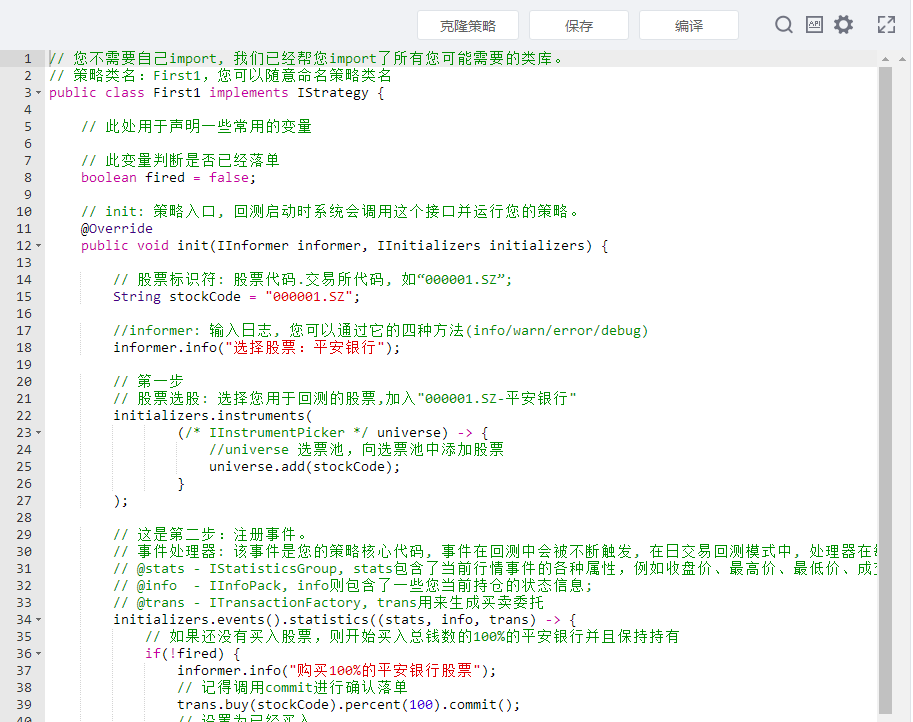 克隆策略 保存 编译 API
1 // 您不需要自己import, 我们已经帮您import了所有您可能需要的类库。
2 // 策略类名：First1，您可以随意命名策略类名
3 public class First1 implements IStrategy {
4
5 // 此处用于声明一些常用的变量
6
7 // 此变量判断是否已经落单
8 boolean fired = false;
9
10 // init: 策略入口, 回测启动时系统会调用这个接口并运行您的策略。
11 @Override
12 public void init(IInformer informer, IInitializers initializers) {
13
14 // 股票标识符: 股票代码.交易所代码, 如“000001.SZ”;
15 String stockCode = "000001.SZ";
16
17 //informer: 输入日志, 您可以通过它的四种方法(info/warn/error/debug)
18 informer.info("选择股票：平安银行");
19
20 // 第一步
21 // 股票选股: 选择您用于回测的股票,加入"000001.SZ-平安银行"
22 initializers.instruments(
23 (/* IInstrumentPicker */ universe) -> {
24 //universe 选票池，向选票池中添加股票
25 universe.add(stockCode);
26 }
27 );
28
29 // 这是第二步：注册事件。
30 // 事件处理器: 该事件是您的策略核心代码, 事件在回测中会被不断触发, 在日交易回测模式中, 处理器在
31 // @stats - IStatisticsGroup, stats包含了当前行情事件的各种属性，例如收盘价、最高价、最低价、成交
32 // @info - IInfoPack, info则包含了一些您当前持仓的状态信息;
33 // @trans - ITransactionFactory, trans用来生成买卖委托
34 initializers.events().statistics((stats, info, trans) -> {
35 // 如果还没有买入股票，则开始买入总钱数的100%的平安银行并且保持持有
36 if(!fired) {
37 informer.info("购买100%的平安银行股票");
38 // 记得调用commit进行确认落单
39 trans.buy(stockCode).percent(100).commit();
40 // 设置为已经买入